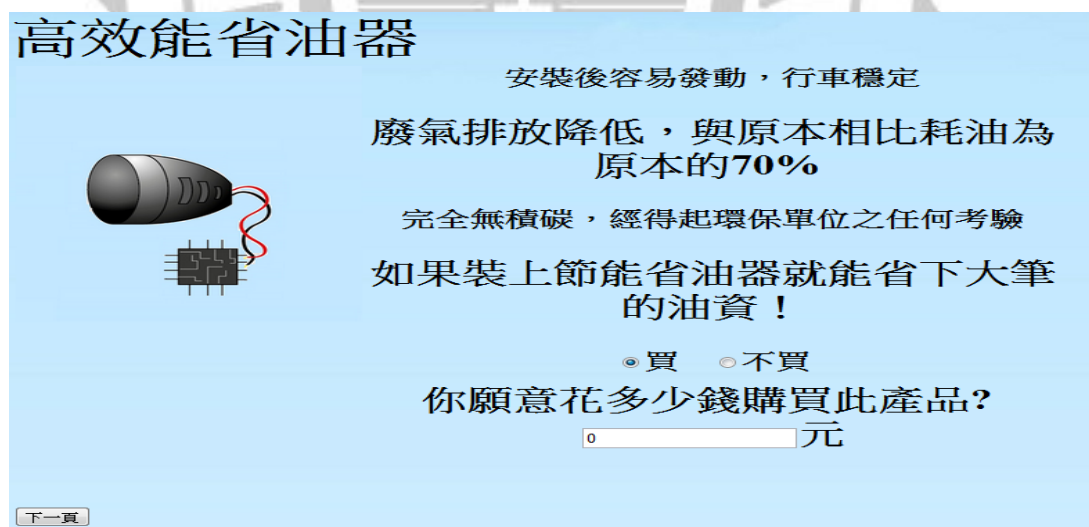 高效能省油器
安裝後容易發動，行車穩定
廢氣排放降低，與原本相比耗油為
原本的70%
完全無積碳，經得起環保單位之任何考驗
如果裝上節能省油器就能省下大筆
的油資！
買 不買
你願意花多少錢購買此產品?
0 元
下一頁